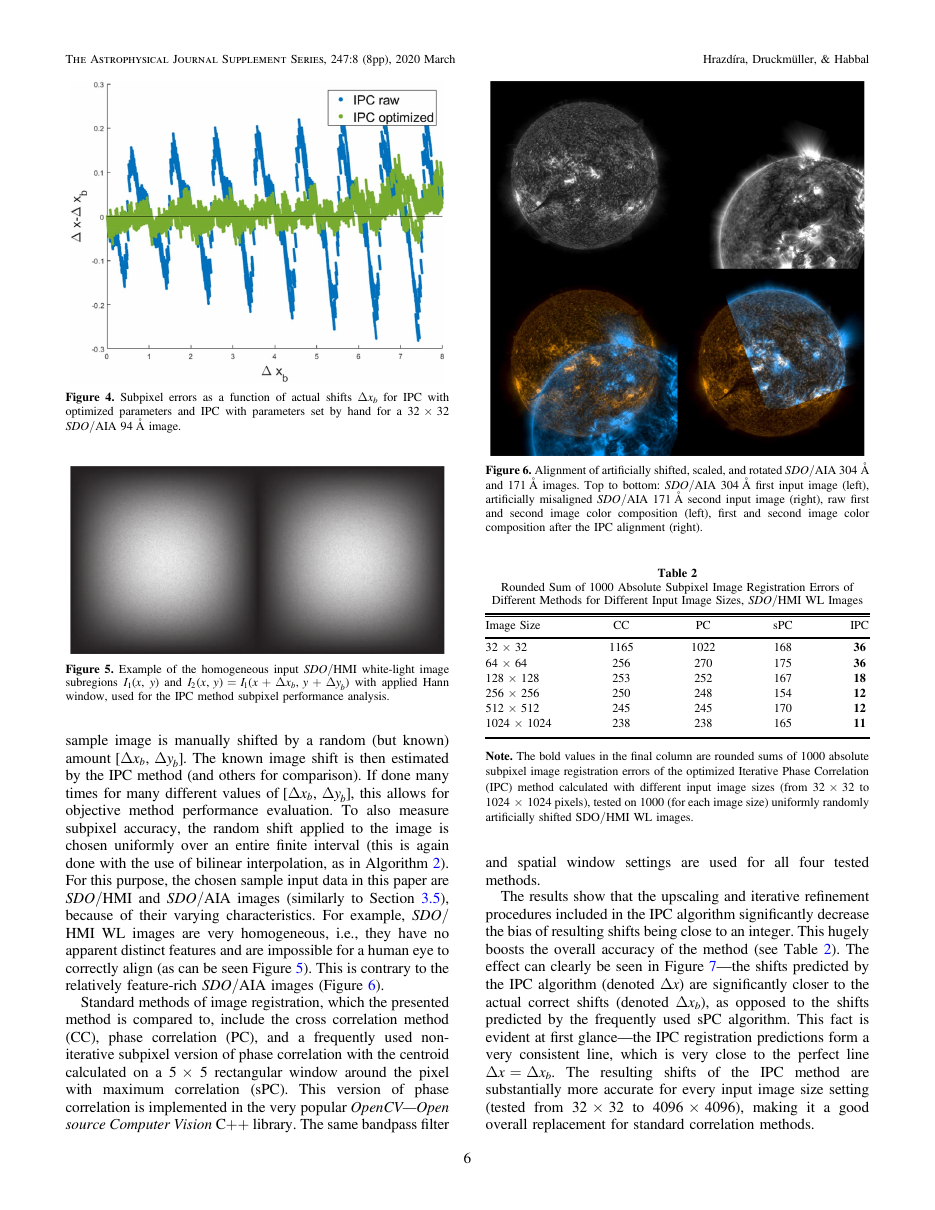 THE ASTROPHYSICAL JOURNAL SUPPLEMENT SERIES, 247:8 (8pp), 2020 March
Hrazdíra, Druckmüller, & Habbal
0.3
0.2
0.1
0
-0.1
-0.2
-0.3
Δ x-Δ x_b
IPC raw
IPC optimized
0 1 2 3 4 5 6 7 8
Δ x_b
Figure 4. Subpixel errors as a function of actual shifts Δx_b for IPC with
optimized parameters and IPC with parameters set by hand for a 32 × 32
SDO/AIA 94 Å image.
Figure 5. Example of the homogeneous input SDO/HMI white-light image
subregions I₁(x, y) and I₂(x, y) = I₁(x + Δx_b, y + Δy_b) with applied Hann
window, used for the IPC method subpixel performance analysis.
sample image is manually shifted by a random (but known)
amount [Δx_b, Δy_b]. The known image shift is then estimated
by the IPC method (and others for comparison). If done many
times for many different values of [Δx_b, Δy_b], this allows for
objective method performance evaluation. To also measure
subpixel accuracy, the random shift applied to the image is
chosen uniformly over an entire finite interval (this is again
done with the use of bilinear interpolation, as in Algorithm 2).
For this purpose, the chosen sample input data in this paper are
SDO/HMI and SDO/AIA images (similarly to Section 3.5),
because of their varying characteristics. For example, SDO/
HMI WL images are very homogeneous, i.e., they have no
apparent distinct features and are impossible for a human eye to
correctly align (as can be seen Figure 5). This is contrary to the
relatively feature-rich SDO/AIA images (Figure 6).
Standard methods of image registration, which the presented
method is compared to, include the cross correlation method
(CC), phase correlation (PC), and a frequently used non-
iterative subpixel version of phase correlation with the centroid
calculated on a 5 × 5 rectangular window around the pixel
with maximum correlation (sPC). This version of phase
correlation is implemented in the very popular OpenCV—Open
source Computer Vision C++ library. The same bandpass filter
Figure 6. Alignment of artificially shifted, scaled, and rotated SDO/AIA 304 Å
and 171 Å images. Top to bottom: SDO/AIA 304 Å first input image (left),
artificially misaligned SDO/AIA 171 Å second input image (right), raw first
and second image color composition (left), first and second image color
composition after the IPC alignment (right).
Table 2
Rounded Sum of 1000 Absolute Subpixel Image Registration Errors of
Different Methods for Different Input Image Sizes, SDO/HMI WL Images
Image Size CC PC sPC IPC
32 × 32 1165 1022 168 36
64 × 64 256 270 175 36
128 × 128 253 252 167 18
256 × 256 250 248 154 12
512 × 512 245 245 170 12
1024 × 1024 238 238 165 11
Note. The bold values in the final column are rounded sums of 1000 absolute
subpixel image registration errors of the optimized Iterative Phase Correlation
(IPC) method calculated with different input image sizes (from 32 × 32 to
1024 × 1024 pixels), tested on 1000 (for each image size) uniformly randomly
artificially shifted SDO/HMI WL images.
and spatial window settings are used for all four tested
methods.
The results show that the upscaling and iterative refinement
procedures included in the IPC algorithm significantly decrease
the bias of resulting shifts being close to an integer. This hugely
boosts the overall accuracy of the method (see Table 2). The
effect can clearly be seen in Figure 7—the shifts predicted by
the IPC algorithm (denoted Δx) are significantly closer to the
actual correct shifts (denoted Δx_b), as opposed to the shifts
predicted by the frequently used sPC algorithm. This fact is
evident at first glance—the IPC registration predictions form a
very consistent line, which is very close to the perfect line
Δx = Δx_b. The resulting shifts of the IPC method are
substantially more accurate for every input image size setting
(tested from 32 × 32 to 4096 × 4096), making it a good
overall replacement for standard correlation methods.
6